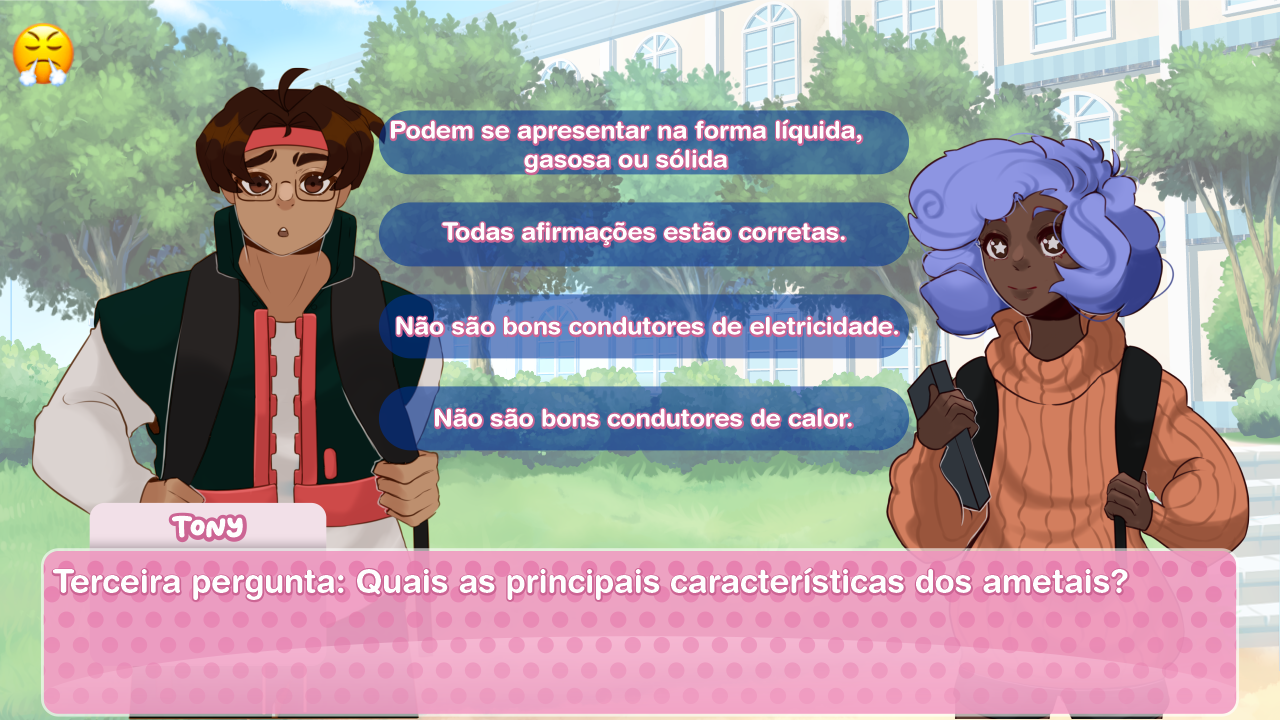 Podem se apresentar na forma líquida,
gasosa ou sólida
Todas afirmações estão corretas.
Não são bons condutores de eletricidade.
Não são bons condutores de calor.
TONY
Terceira pergunta: Quais as principais características dos ametais?